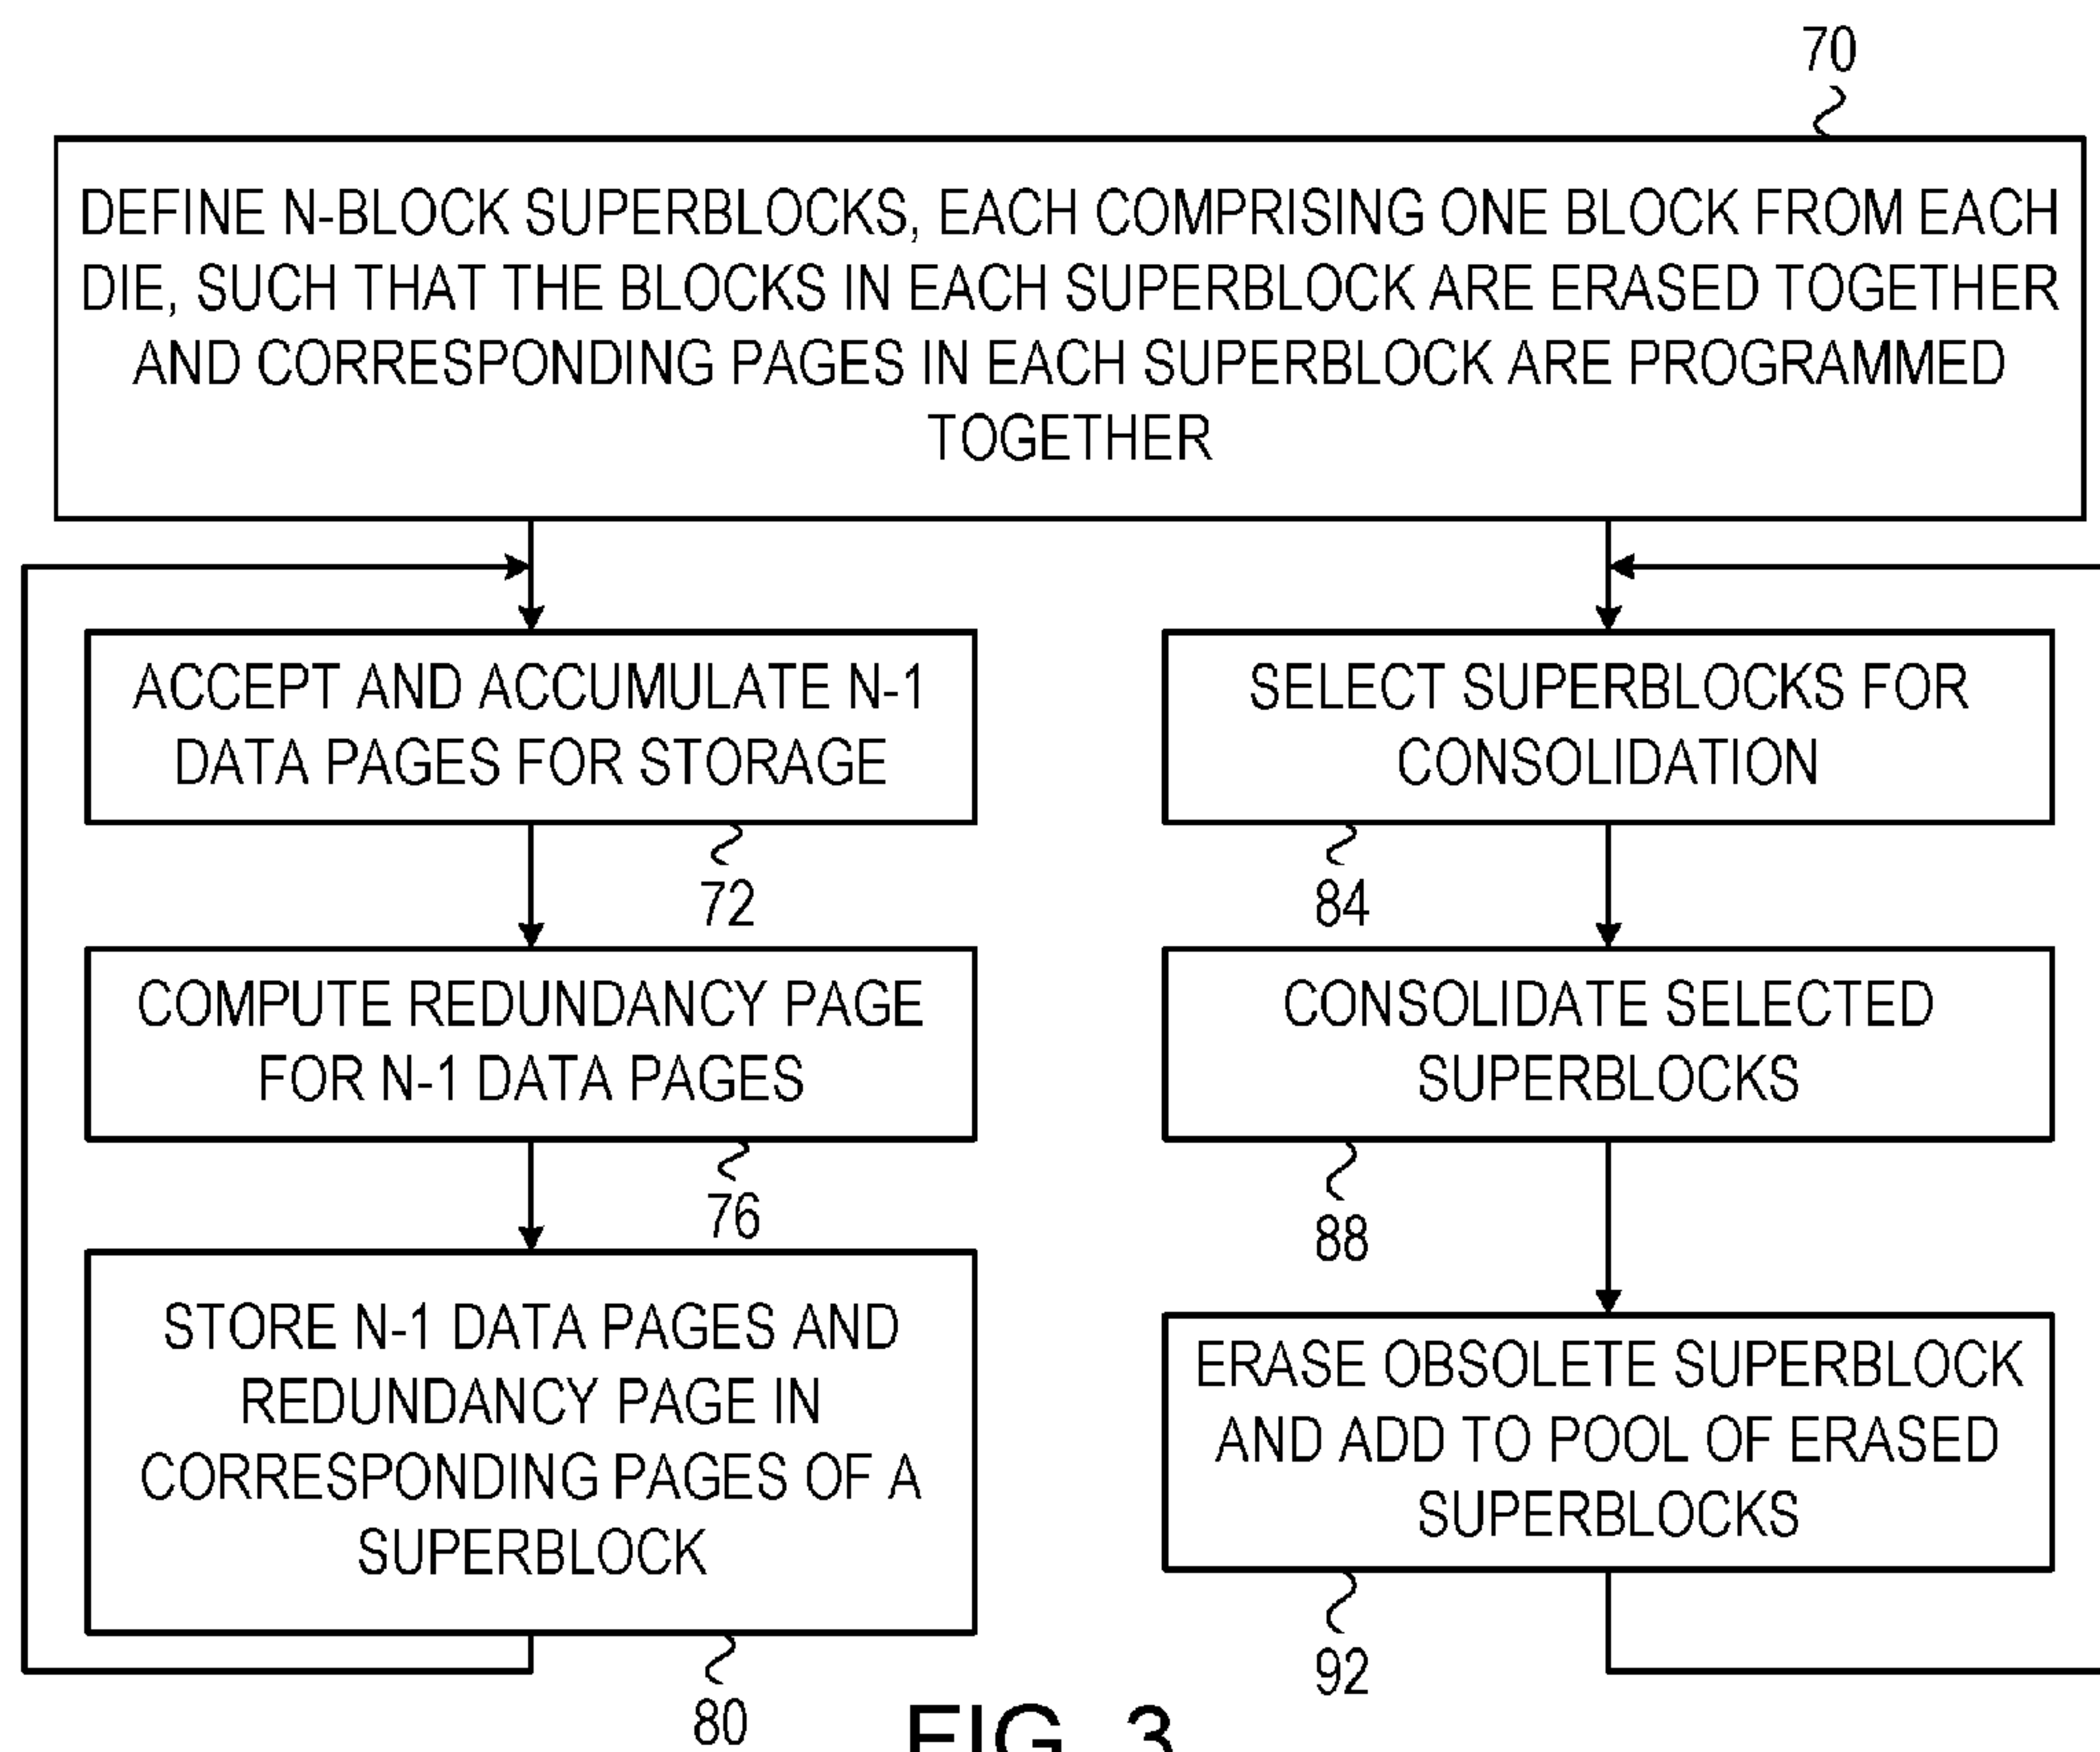 70
DEFINE N-BLOCK SUPERBLOCKS, EACH COMPRISING ONE BLOCK FROM EACH
DIE, SUCH THAT THE BLOCKS IN EACH SUPERBLOCK ARE ERASED TOGETHER
AND CORRESPONDING PAGES IN EACH SUPERBLOCK ARE PROGRAMMED
TOGETHER
ACCEPT AND ACCUMULATE N-1
DATA PAGES FOR STORAGE
72
COMPUTE REDUNDANCY PAGE
FOR N-1 DATA PAGES
76
STORE N-1 DATA PAGES AND
REDUNDANCY PAGE IN
CORRESPONDING PAGES OF A
SUPERBLOCK
80
SELECT SUPERBLOCKS FOR
CONSOLIDATION
84
CONSOLIDATE SELECTED
SUPERBLOCKS
88
ERASE OBSOLETE SUPERBLOCK
AND ADD TO POOL OF ERASED
SUPERBLOCKS
92
FIG. 3